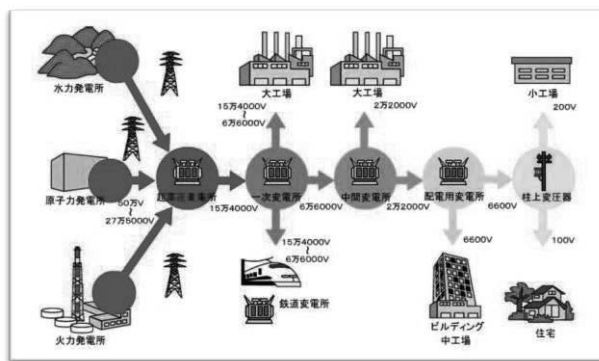 水力発電所
大工場
大工場
小工場
15万4000V
〜
6万6000V
2万2000V
200V
原子力発電所
50万V
〜
27万5000V
超高圧変電所
15万4000V
一次変電所
6万6000V
中間変電所
2万2000V
配電用変電所
6600V
柱上変圧器
15万4000V
〜
6万6000V
6600V
100V
鉄道変電所
火力発電所
ビルディング
中工場
住宅